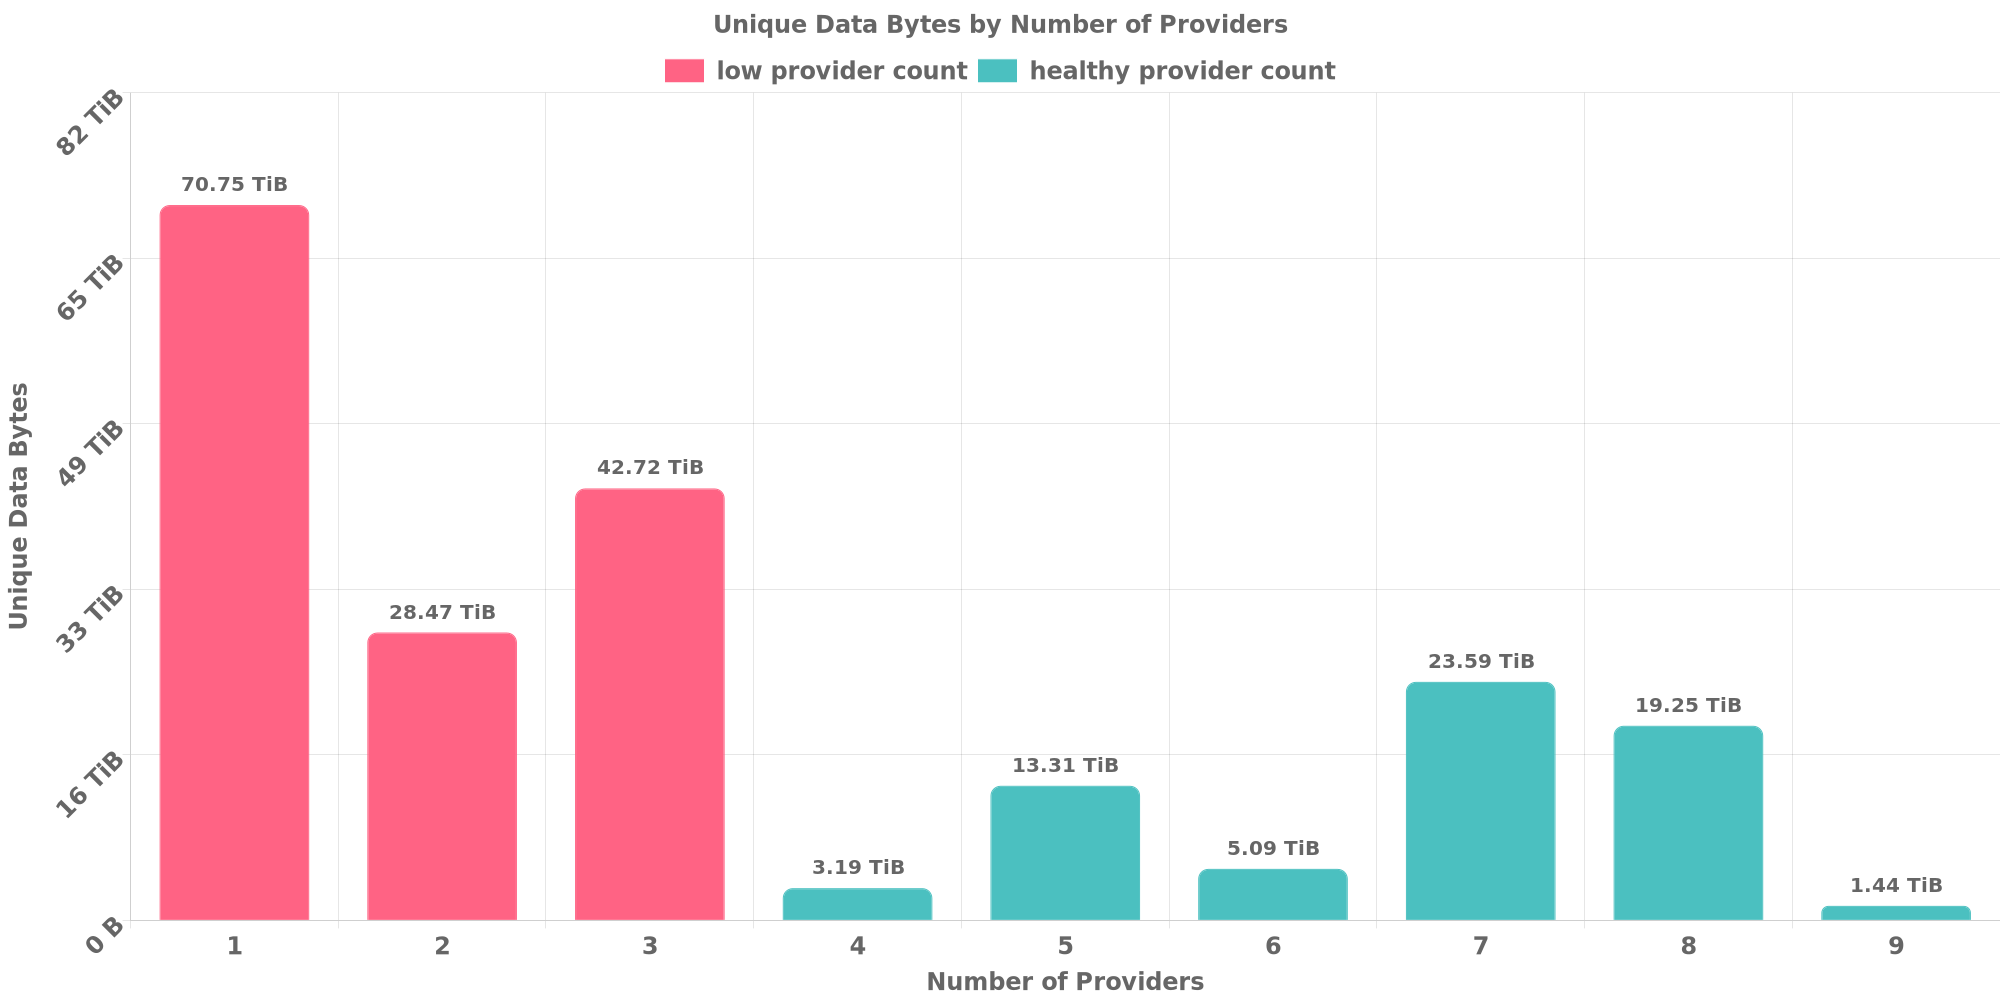 Unique Data Bytes by Number of Providers
low provider count
healthy provider count
Unique Data Bytes
82 TiB
65 TiB
49 TiB
33 TiB
16 TiB
0 B
70.75 TiB
28.47 TiB
42.72 TiB
3.19 TiB
13.31 TiB
5.09 TiB
23.59 TiB
19.25 TiB
1.44 TiB
1
2
3
4
5
6
7
8
9
Number of Providers